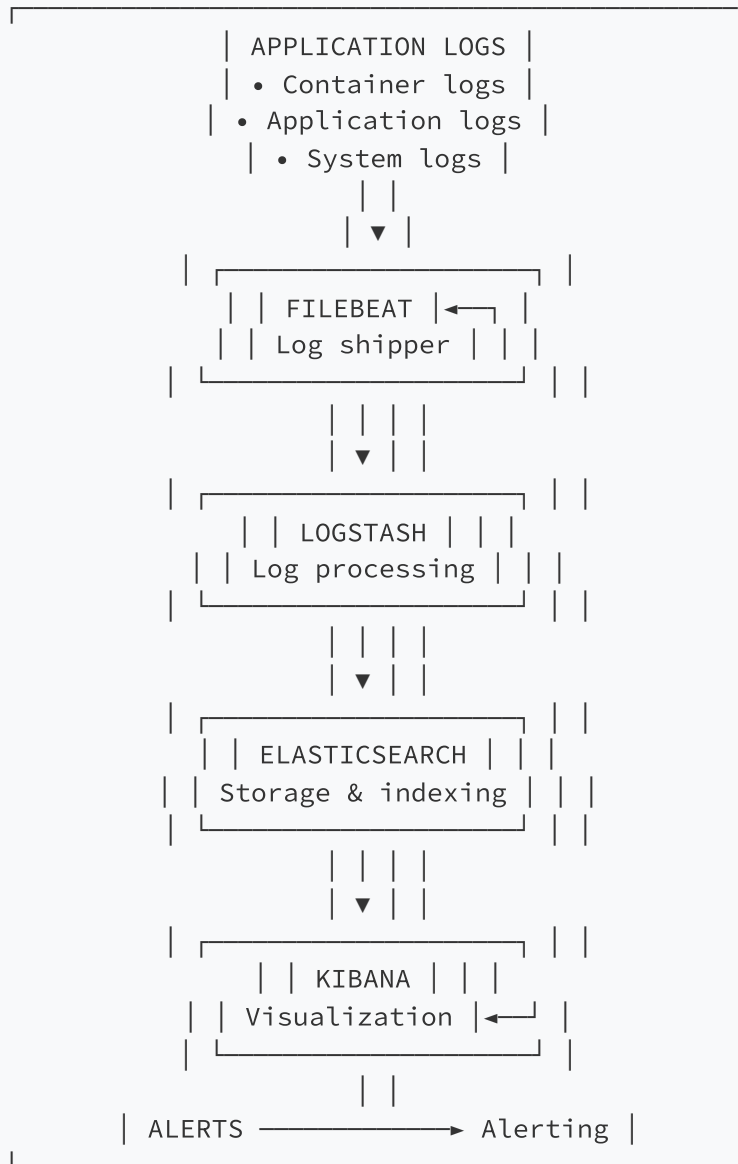 APPLICATION LOGS
• Container logs
• Application logs
• System logs
▼
FILEBEAT ◄──┐
Log shipper
▼
LOGSTASH
Log processing
▼
ELASTICSEARCH
Storage & indexing
▼
KIBANA
Visualization ◄──┘
ALERTS ────────────► Alerting